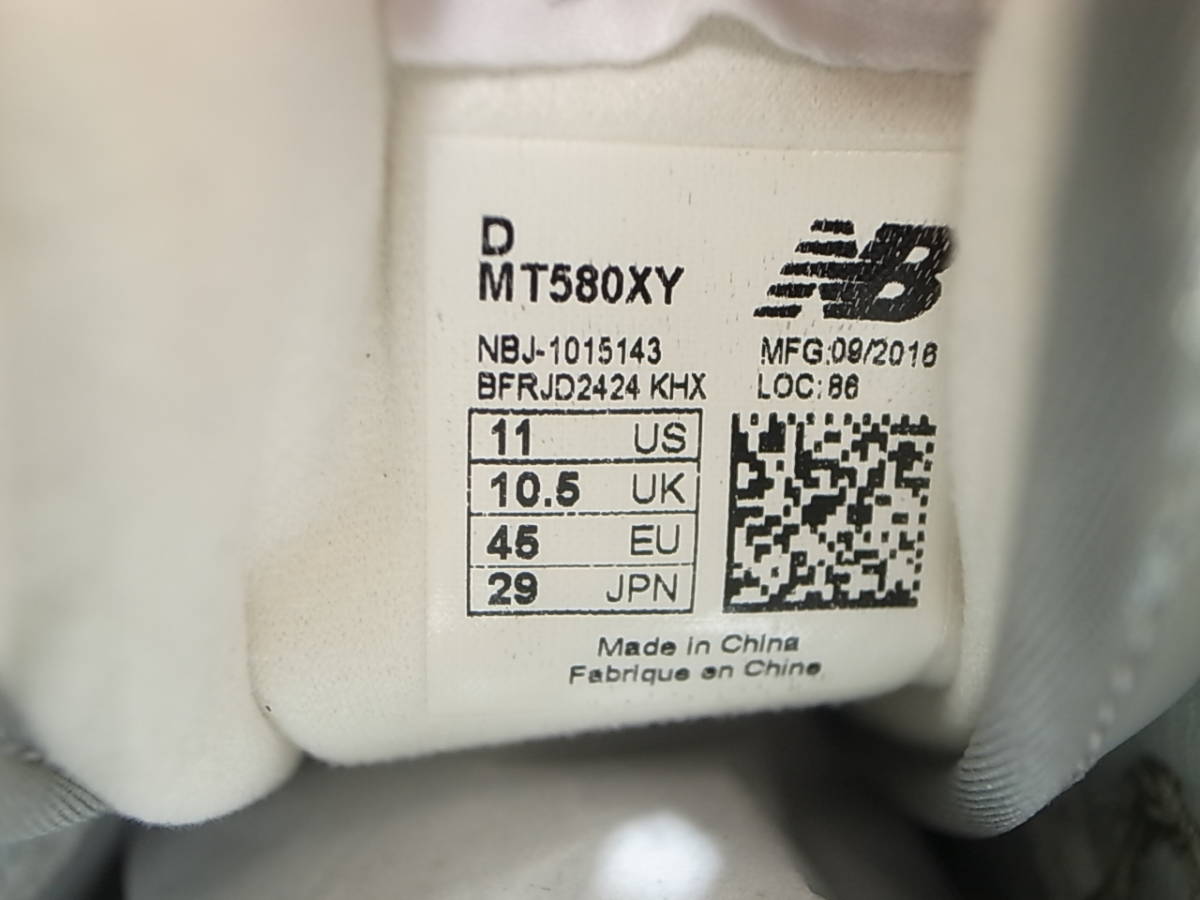 D
MT580XY
NB
NBJ-1015143
MFG:09/2016
BFRJD2424 KHX
LOC:86
11 US
10.5 UK
45 EU
29 JPN
Made in China
Fabrique en Chine